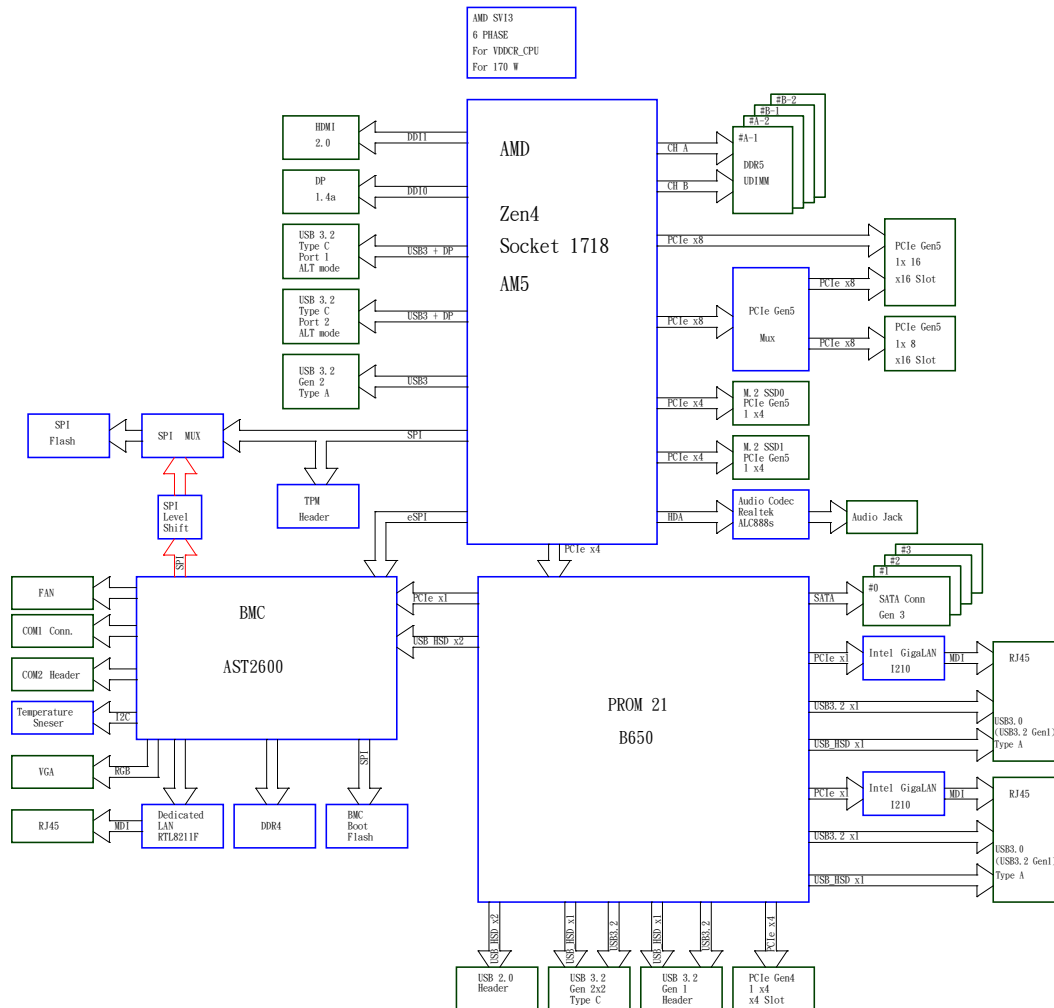 AMD SVI3
6 PHASE
For VDDCR_CPU
For 170 W
HDMI
2.0
DDI1
DP
1.4a
DDI0
USB 3.2
Type C
Port 1
ALT mode
USB3 + DP
USB 3.2
Type C
Port 2
ALT mode
USB3 + DP
USB 3.2
Gen 2
Type A
USB3
AMD
Zen4
Socket 1718
AM5
CH A
CH B
#B-2
#B-1
#A-2
#A-1
DDR5
UDIMM
PCIe x8
PCIe Gen5
1x 16
x16 Slot
PCIe x8
PCIe Gen5
Mux
PCIe x8
PCIe x8
PCIe Gen5
1x 8
x16 Slot
PCIe x4
M.2 SSD0
PCIe Gen5
1 x4
PCIe x4
M.2 SSD1
PCIe Gen5
1 x4
HDA
Audio Codec
Realtek
ALC888s
Audio Jack
SPI
Flash
SPI MUX
SPI
TPM
Header
SPI
Level
Shift
SPI
eSPI
PCIe x4
FAN
COM1 Conn.
COM2 Header
Temperature
Sneser
I2C
VGA
RGB
RJ45
MDI
BMC
AST2600
PCIe x1
USB HSD x2
Dedicated
LAN
RTL8211F
DDR4
SPI
BMC
Boot
Flash
PROM 21
B650
SATA
#3
#2
#1
#0
SATA Conn
Gen 3
PCIe x1
Intel GigaLAN
I210
MDI
RJ45
USB3.2 x1
USB_HSD x1
USB3.0
(USB3.2 Gen1)
Type A
PCIe x1
Intel GigaLAN
I210
MDI
RJ45
USB3.2 x1
USB_HSD x1
USB3.0
(USB3.2 Gen1)
Type A
USB HSD x2
USB 2.0
Header
USB_HSD x1
USB3.2
USB 3.2
Gen 2x2
Type C
USB_HSD x1
USB3.2
USB 3.2
Gen 1
Header
PCIe x4
PCIe Gen4
1 x4
x4 Slot